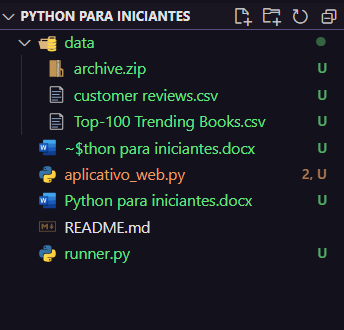 PYTHON PARA INICIANTES
data
archive.zip U
customer reviews.csv U
Top-100 Trending Books.csv U
~$thon para iniciantes.docx U
aplicativo_web.py 2, U
Python para iniciantes.docx U
README.md
runner.py U